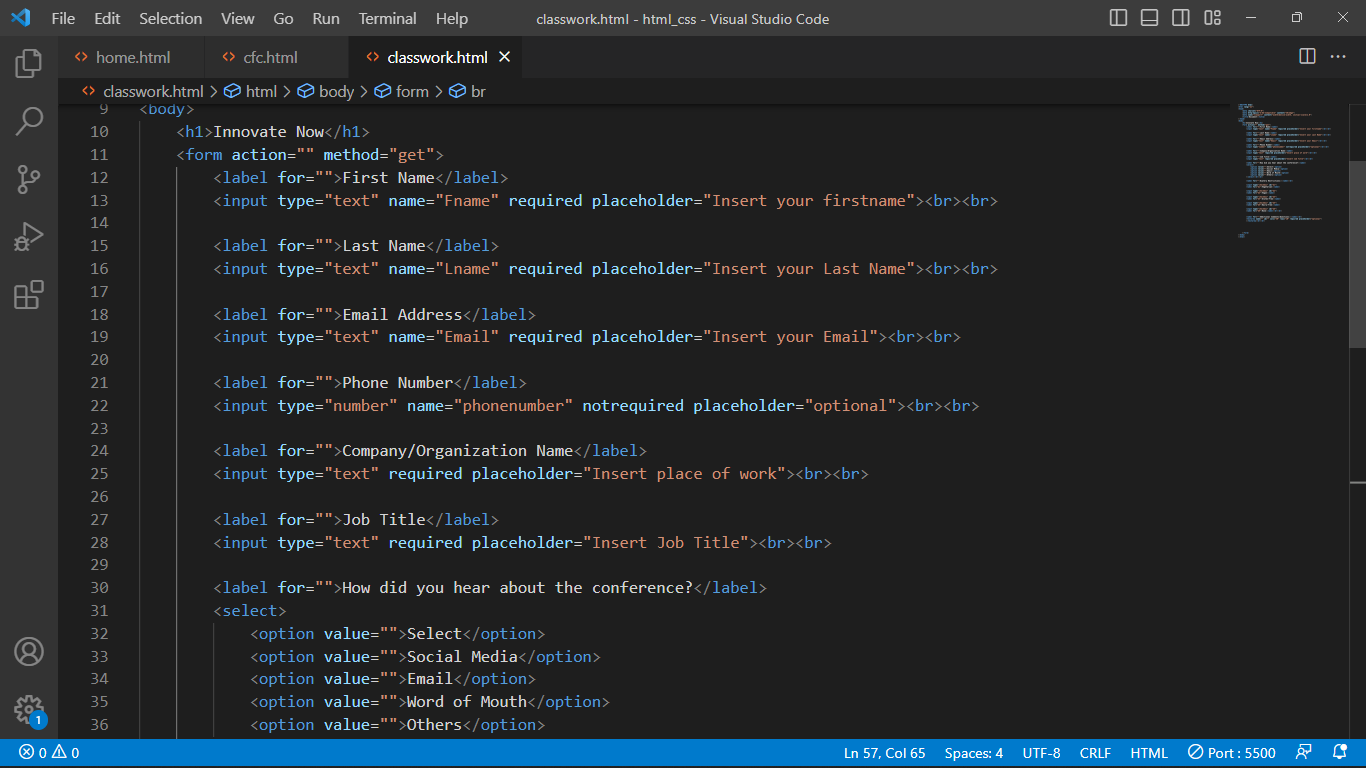 File Edit Selection View Go Run Terminal Help classwork.html - html_css - Visual Studio Code
home.html cfc.html classwork.html
classwork.html > html > body > form > br
9 <body>
10 <h1>Innovate Now</h1>
11 <form action="" method="get">
12 <label for="">First Name</label>
13 <input type="text" name="Fname" required placeholder="Insert your firstname"><br><br>
14
15 <label for="">Last Name</label>
16 <input type="text" name="Lname" required placeholder="Insert your Last Name"><br><br>
17
18 <label for="">Email Address</label>
19 <input type="text" name="Email" required placeholder="Insert your Email"><br><br>
20
21 <label for="">Phone Number</label>
22 <input type="number" name="phonenumber" notrequired placeholder="optional"><br><br>
23
24 <label for="">Company/Organization Name</label>
25 <input type="text" required placeholder="Insert place of work"><br><br>
26
27 <label for="">Job Title</label>
28 <input type="text" required placeholder="Insert Job Title"><br><br>
29
30 <label for="">How did you hear about the conference?</label>
31 <select>
32 <option value="">Select</option>
33 <option value="">Social Media</option>
34 <option value="">Email</option>
35 <option value="">Word of Mouth</option>
36 <option value="">Others</option>
1
0 0 Ln 57, Col 65 Spaces: 4 UTF-8 CRLF HTML Port : 5500